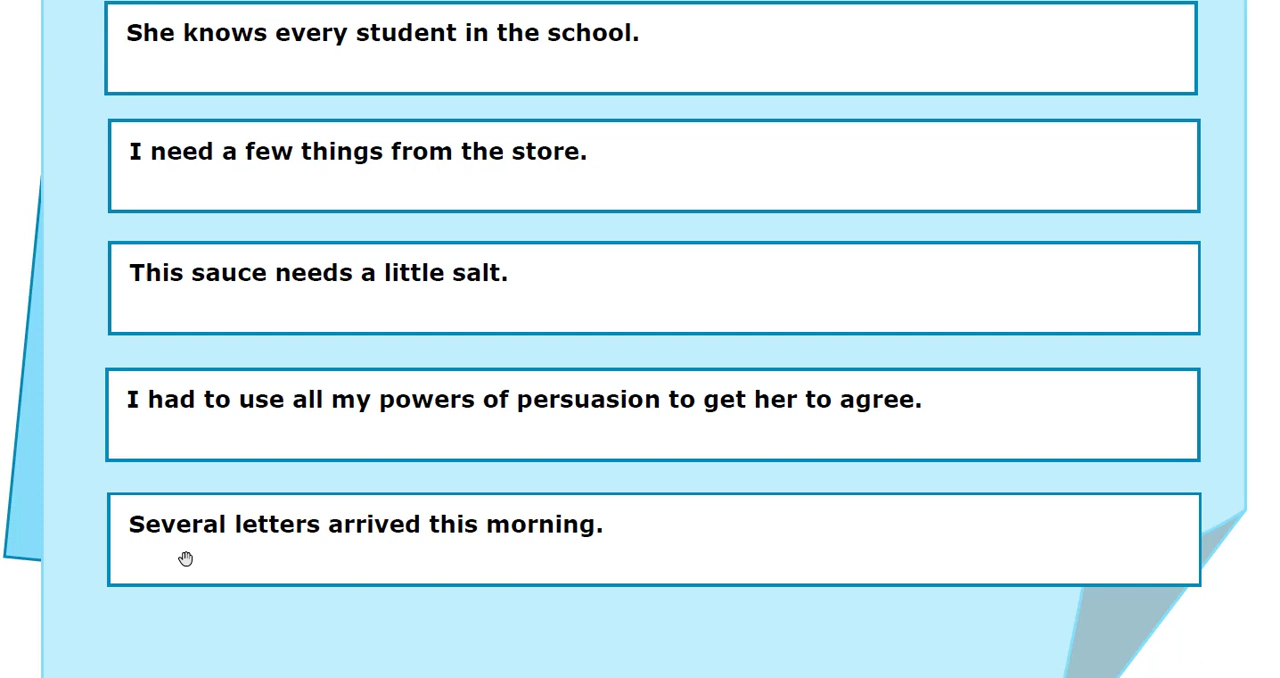 She knows every student in the school.
I need a few things from the store.
This sauce needs a little salt.
I had to use all my powers of persuasion to get her to agree.
Several letters arrived this morning.